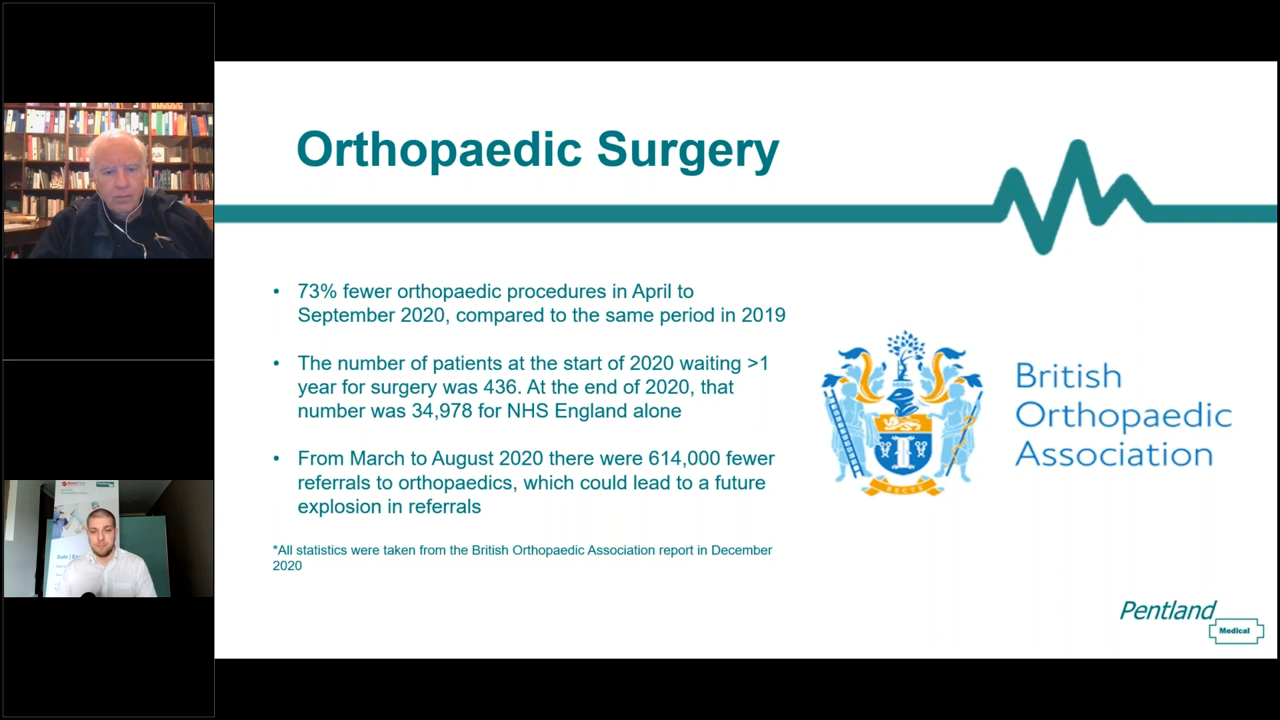 Orthopaedic Surgery
• 73% fewer orthopaedic procedures in April to
September 2020, compared to the same period in 2019
• The number of patients at the start of 2020 waiting >1
year for surgery was 436. At the end of 2020, that
number was 34,978 for NHS England alone
• From March to August 2020 there were 614,000 fewer
referrals to orthopaedics, which could lead to a future
explosion in referrals
*All statistics were taken from the British Orthopaedic Association report in December
2020
British
Orthopaedic
Association
Pentland
Medical